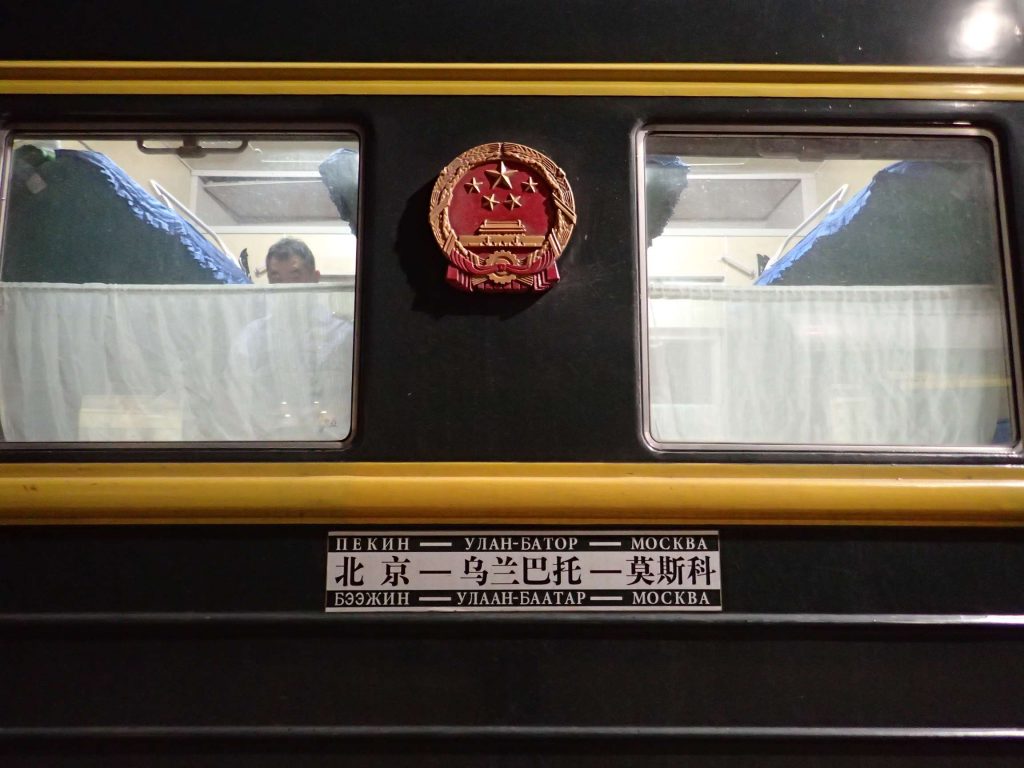 ПЕКИН — УЛАН-БАТОР — МОСКВА
北京—乌兰巴托—莫斯科
БЭЭЖИН — УЛААН-БААТАР — МОСКВА